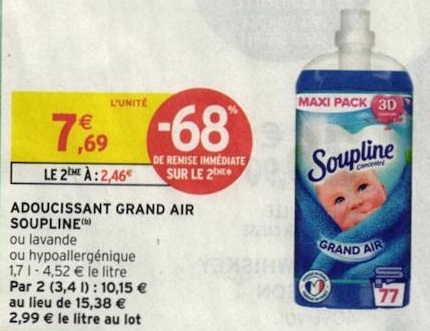 L'UNITÉ
7€,69
-68%
DE REMISE IMMÉDIATE
SUR LE 2ÈME
LE 2ÈME À : 2,46€
ADOUCISSANT GRAND AIR
SOUPLINE(b)
ou lavande
ou hypoallergénique
1,7 l - 4,52 € le litre
Par 2 (3,4 l) : 10,15 €
au lieu de 15,38 €
2,99 € le litre au lot
MAXI PACK 3D
Soupline
Concentré
GRAND AIR
77